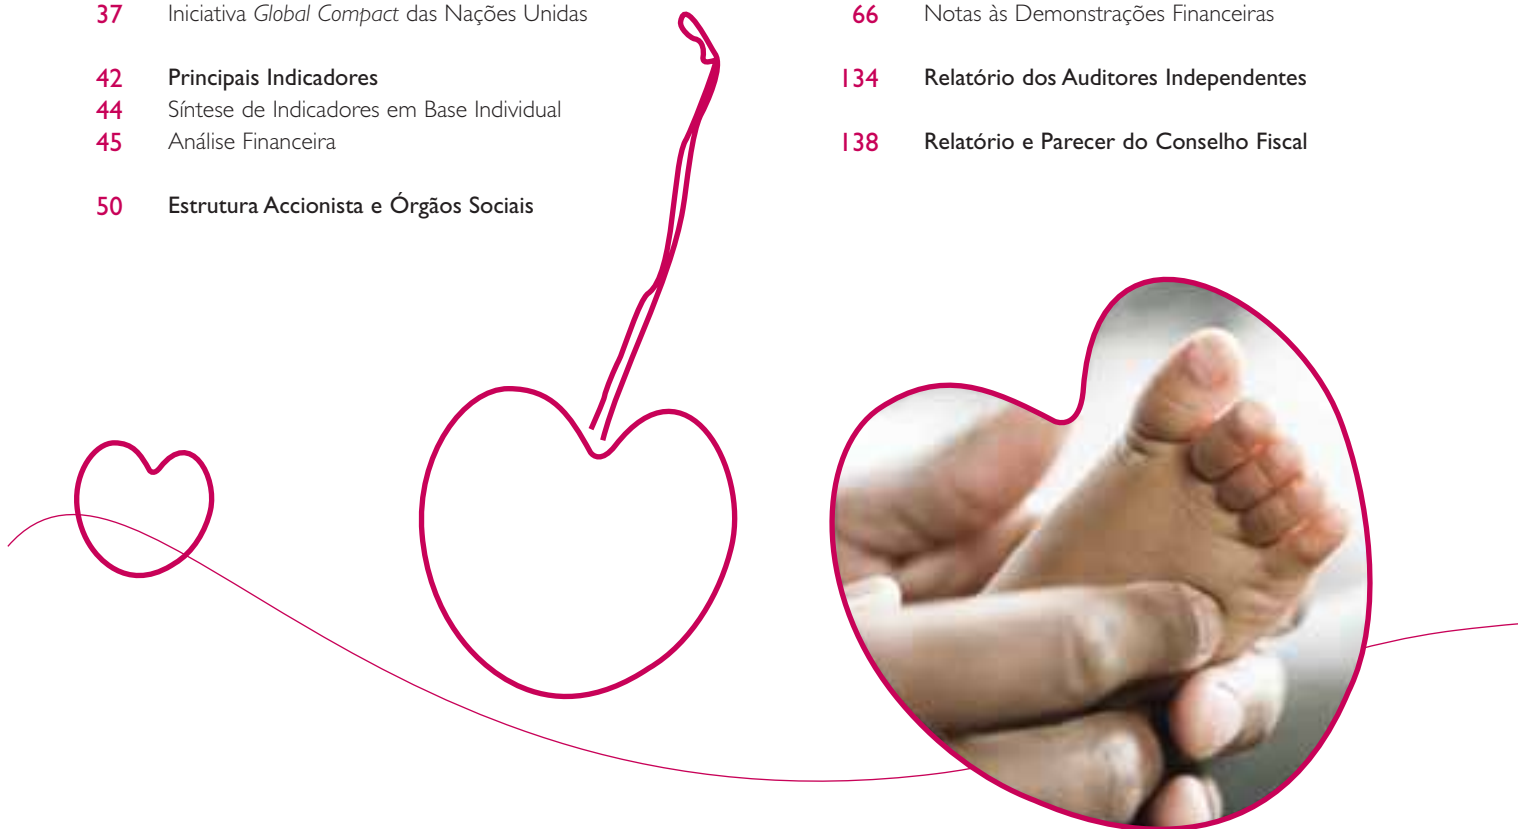 37 Iniciativa Global Compact das Nações Unidas
42 Principais Indicadores
44 Síntese de Indicadores em Base Individual
45 Análise Financeira
50 Estrutura Accionista e Órgãos Sociais
66 Notas às Demonstrações Financeiras
134 Relatório dos Auditores Independentes
138 Relatório e Parecer do Conselho Fiscal